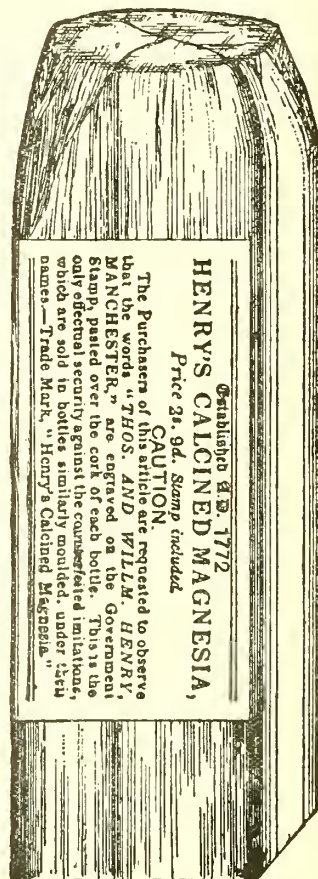 Established A.D. 1772
HENRY'S CALCINED MAGNESIA,
Price 2s. 9d. Stamp included
CAUTION.
The Purchasers of this article are requested to observe
that the words "THOS. AND WILLM. HENRY,
MANCHESTER," are engraved on the Government
Stamp, pasted over the cork of each bottle. This is the
only effectual security against the counterfeited imitations,
which are sold in bottles similarly moulded, under their
names.—Trade Mark, "Henry's Calcined Magnesia."